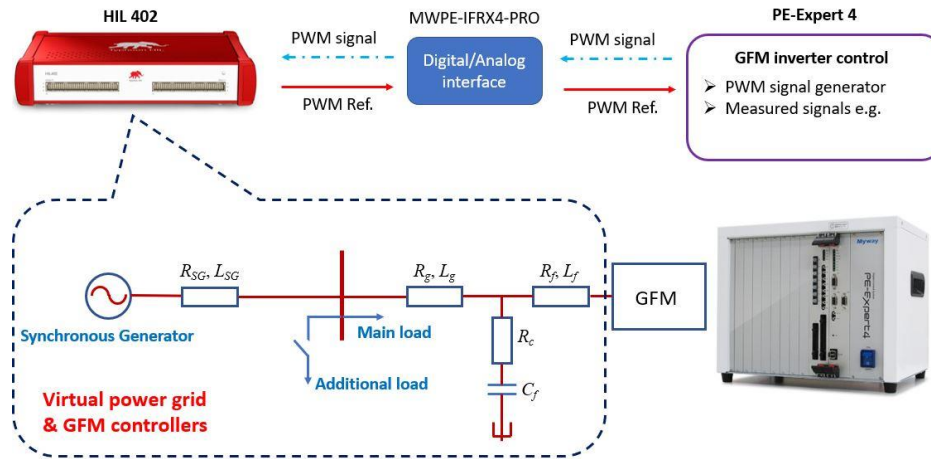 HIL 402
MWPE-IFRX4-PRO
PE-Expert 4
PWM signal
PWM signal
Digital/Analog
interface
PWM Ref.
PWM Ref.
GFM inverter control
➤ PWM signal generator
➤ Measured signals e.g.
R_SG, L_SG
R_g, L_g
R_f, L_f
GFM
Synchronous Generator
Main load
Additional load
R_c
C_f
Virtual power grid
& GFM controllers
Myway
PE-Expert4